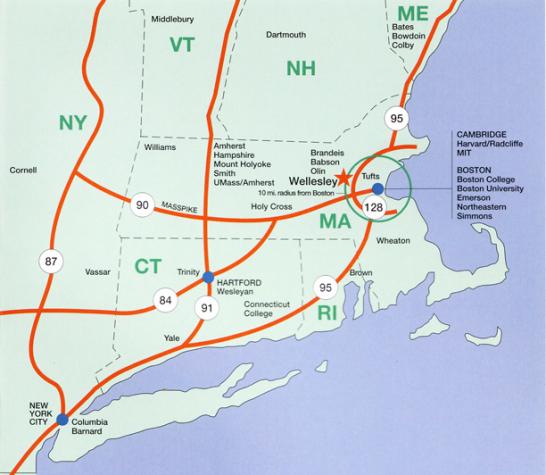 ME
Middlebury
Bates
Bowdoin
Colby
VT
Dartmouth
NH
95
NY
CAMBRIDGE
Harvard/Radcliffe
MIT
Williams
Amherst
Hampshire
Mount Holyoke
Smith
UMass/Amherst
Brandeis
Babson
Olin
Wellesley
10 mi. radius from Boston
Tufts
BOSTON
Boston College
Boston University
Emerson
Northeastern
Simmons
Cornell
90
MASSPIKE
Holy Cross
128
MA
Wheaton
87
Vassar
CT
Trinity
HARTFORD
Wesleyan
Brown
95
84
91
Connecticut
College
RI
Yale
NEW
YORK
CITY
Columbia
Barnard